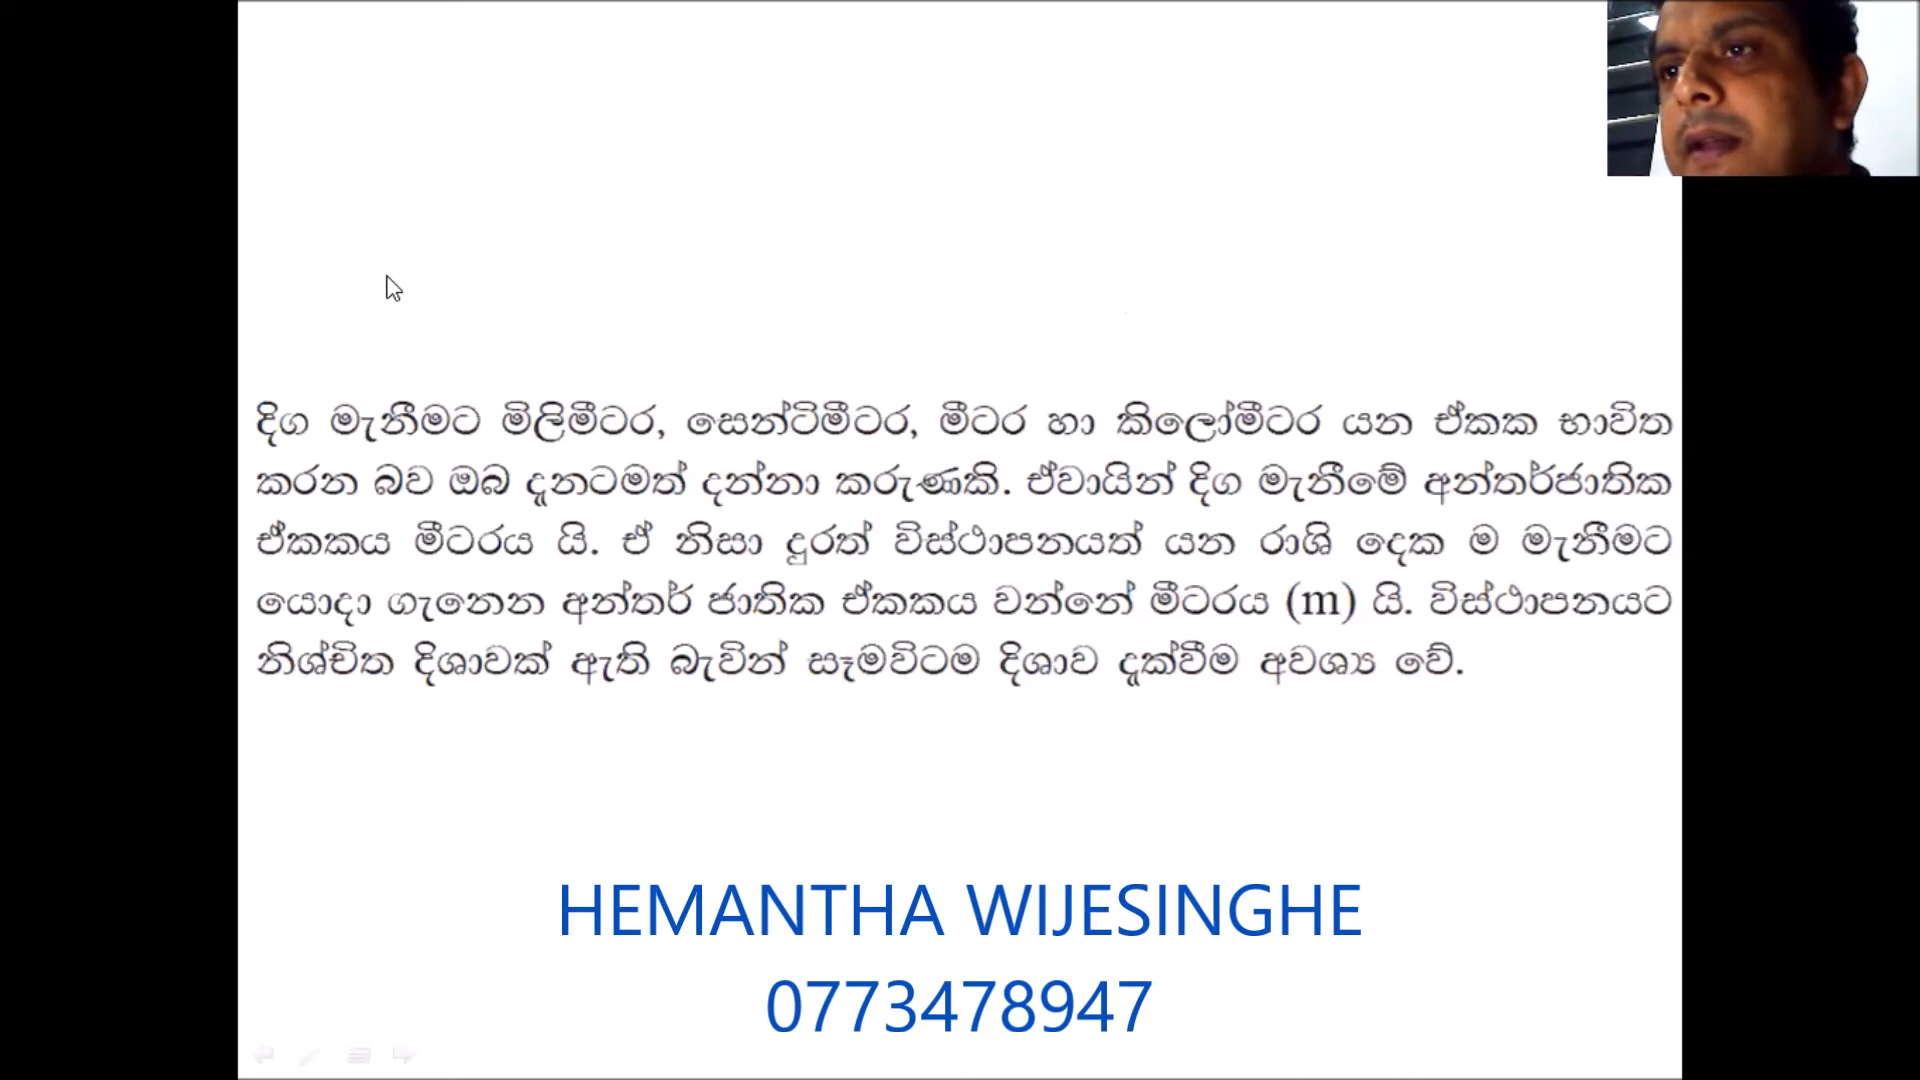 දිග මැනීමට මිලිමීටර, සෙන්ටිමීටර, මීටර හා කිලෝමීටර යන ඒකක භාවිත
කරන බව ඔබ දැනටමත් දන්නා කරුණකි. ඒවායින් දිග මැනීමේ අන්තර්ජාතික
ඒකකය මීටරය යි. ඒ නිසා දුරත් විස්ථාපනයත් යන රාශි දෙක ම මැනීමට
යොදා ගැනෙන අන්තර් ජාතික ඒකකය වන්නේ මීටරය (m) යි. විස්ථාපනයට
නිශ්චිත දිශාවක් ඇති බැවින් සෑමවිටම දිශාව දැක්වීම අවශ්‍ය වේ.
HEMANTHA WIJESINGHE
0773478947